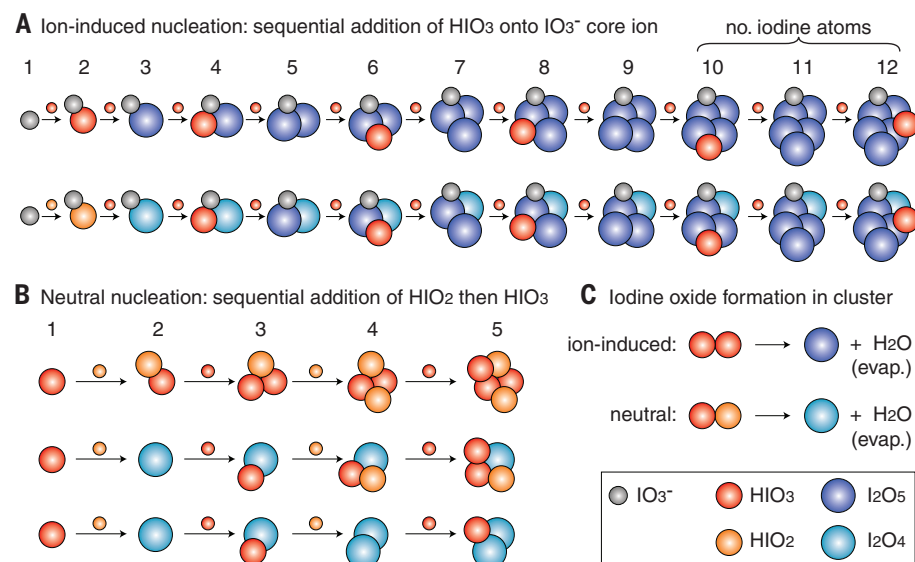 A Ion-induced nucleation: sequential addition of HIO3 onto IO3- core ion
no. iodine atoms
1 2 3 4 5 6 7 8 9 10 11 12
B Neutral nucleation: sequential addition of HIO2 then HIO3
1 2 3 4 5
C Iodine oxide formation in cluster
ion-induced: + H2O
(evap.)
neutral: + H2O
(evap.)
IO3- HIO3 I2O5
HIO2 I2O4